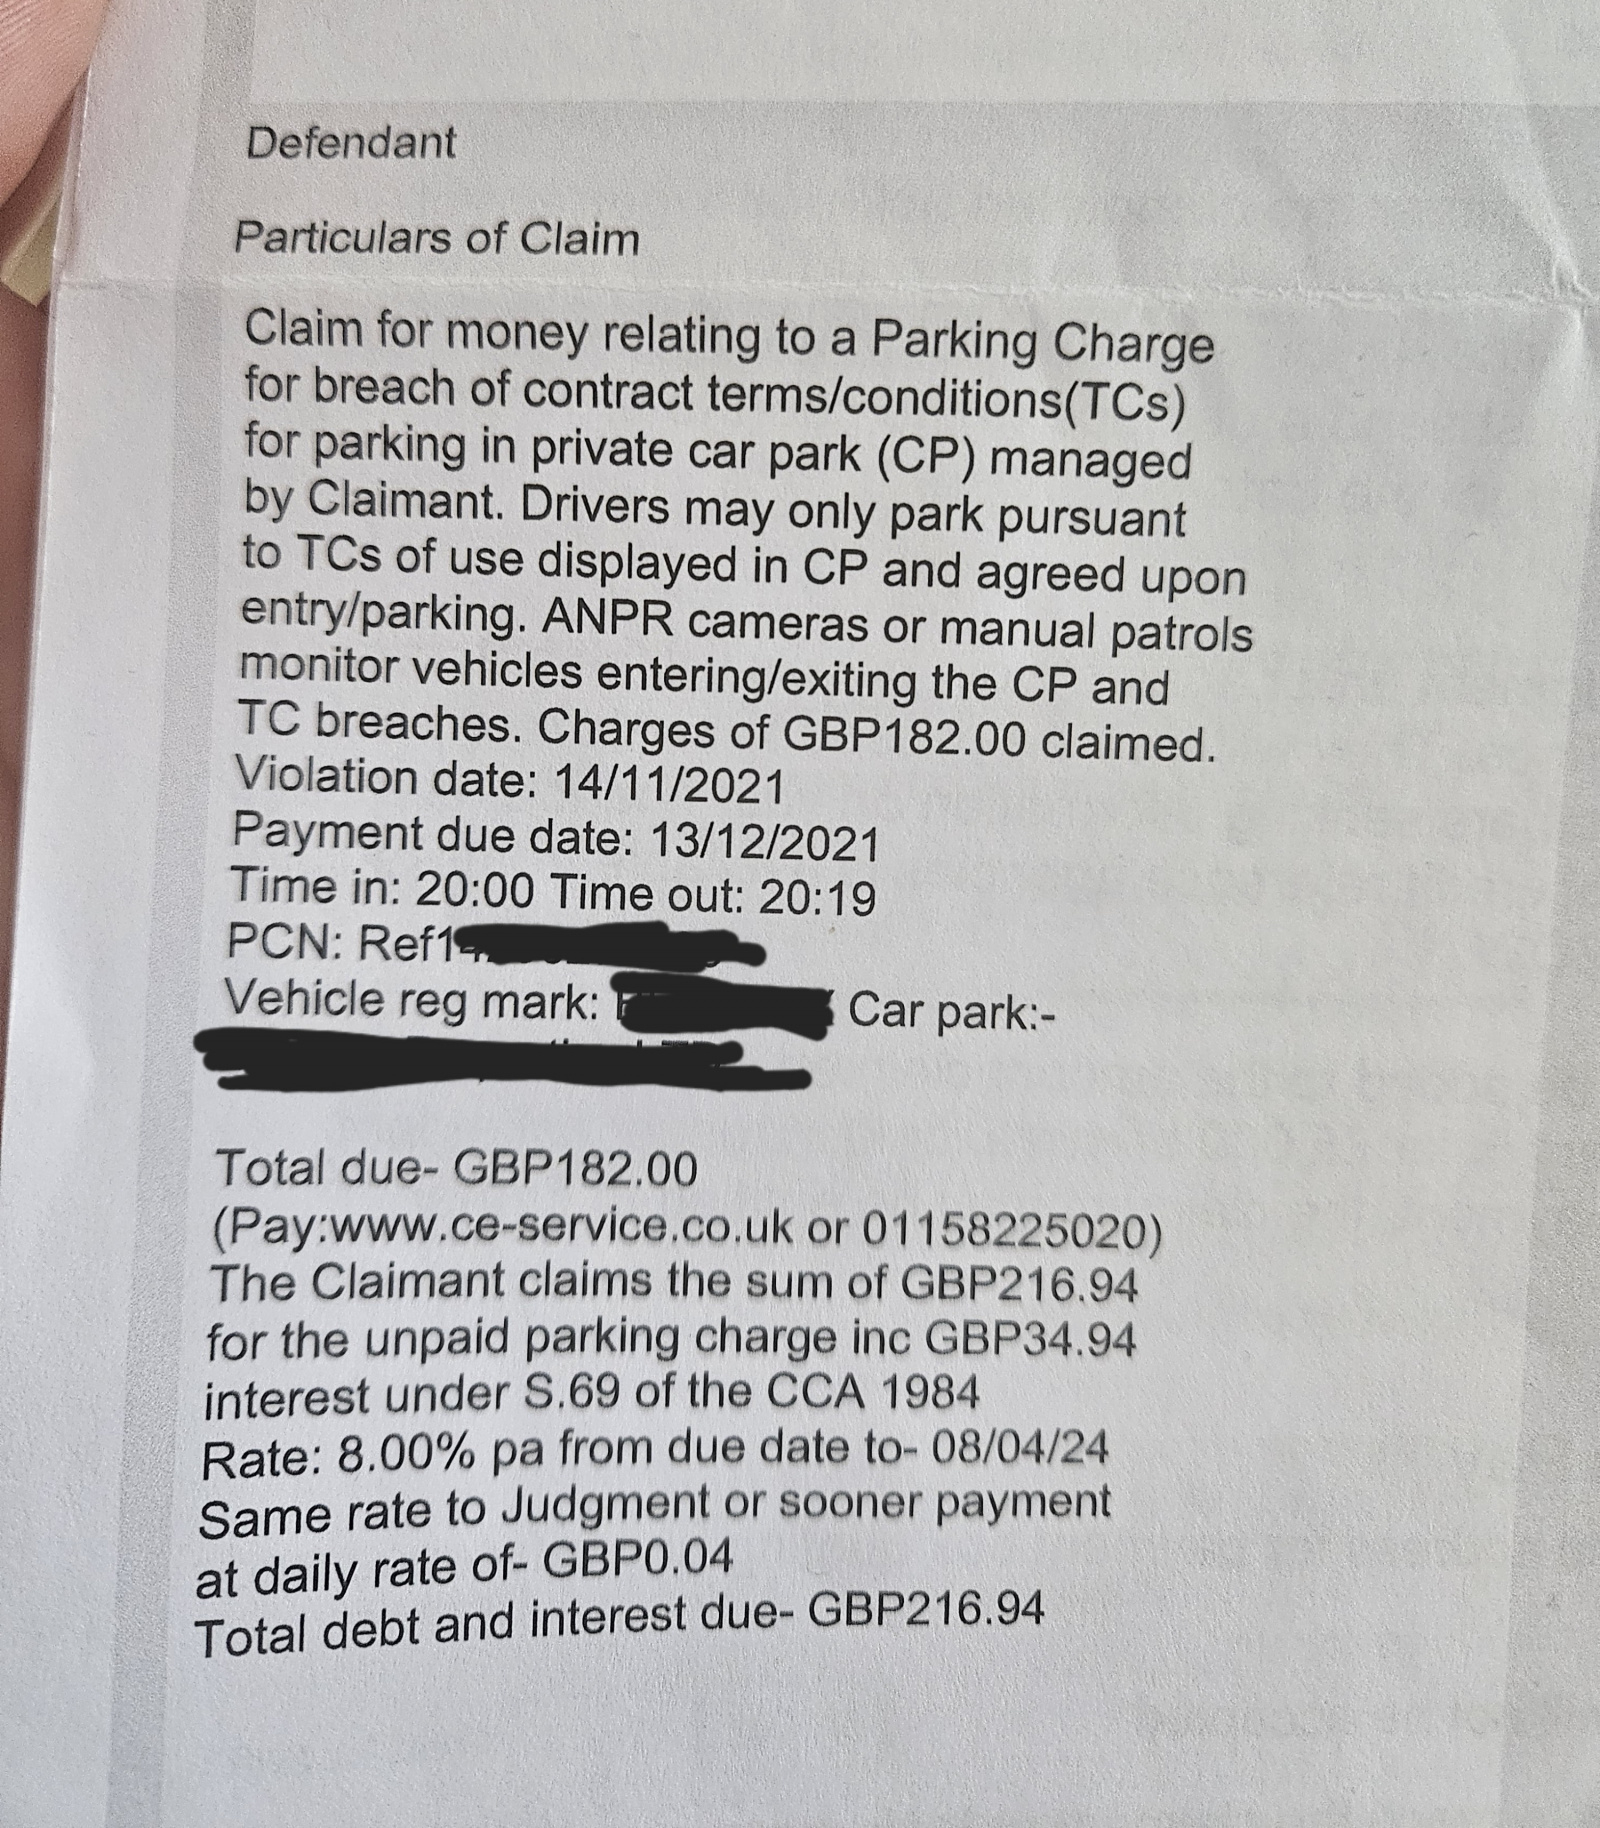 Defendant
Particulars of Claim
Claim for money relating to a Parking Charge
for breach of contract terms/conditions(TCs)
for parking in private car park (CP) managed
by Claimant. Drivers may only park pursuant
to TCs of use displayed in CP and agreed upon
entry/parking. ANPR cameras or manual patrols
monitor vehicles entering/exiting the CP and
TC breaches. Charges of GBP182.00 claimed.
Violation date: 14/11/2021
Payment due date: 13/12/2021
Time in: 20:00 Time out: 20:19
PCN:
Vehicle reg mark: Car park:-
Total due- GBP182.00
(Pay:www.ce-service.co.uk or 01158225020)
The Claimant claims the sum of GBP216.94
for the unpaid parking charge inc GBP34.94
interest under S.69 of the CCA 1984
Rate: 8.00% pa from due date to- 08/04/24
Same rate to Judgment or sooner payment
at daily rate of- GBP0.04
Total debt and interest due- GBP216.94